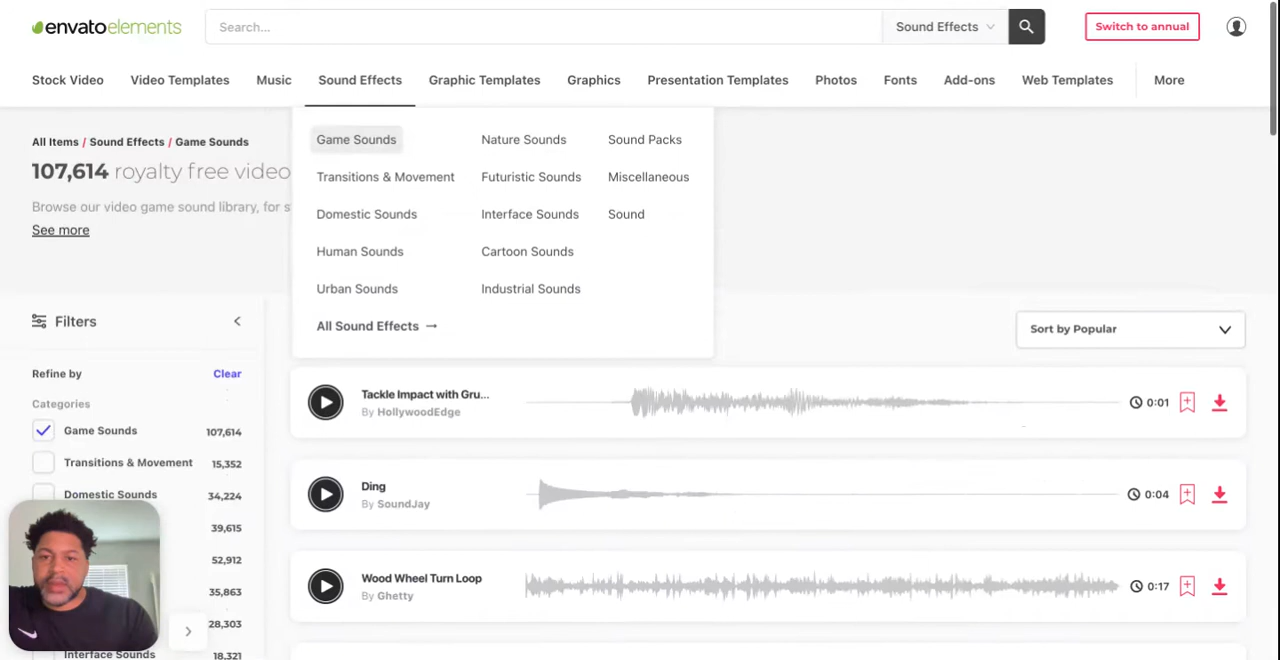 envatoelements
Search...
Sound Effects
Switch to annual
Stock Video
Video Templates
Music
Sound Effects
Graphic Templates
Graphics
Presentation Templates
Photos
Fonts
Add-ons
Web Templates
More
Game Sounds
Nature Sounds
Sound Packs
Transitions & Movement
Futuristic Sounds
Miscellaneous
Domestic Sounds
Interface Sounds
Sound
Human Sounds
Cartoon Sounds
Urban Sounds
Industrial Sounds
All Sound Effects →
All Items / Sound Effects / Game Sounds
107,614 royalty free video
Browse our video game sound library, for
See more
Filters
Sort by Popular
Refine by
Clear
Categories
Game Sounds
107,614
Transitions & Movement
15,352
Domestic Sounds
34,224
39,615
52,912
35,863
28,303
Interface Sounds
18,321
Tackle Impact with Gru...
By HollywoodEdge
0:01
Ding
By SoundJay
0:04
Wood Wheel Turn Loop
By Ghetty
0:17